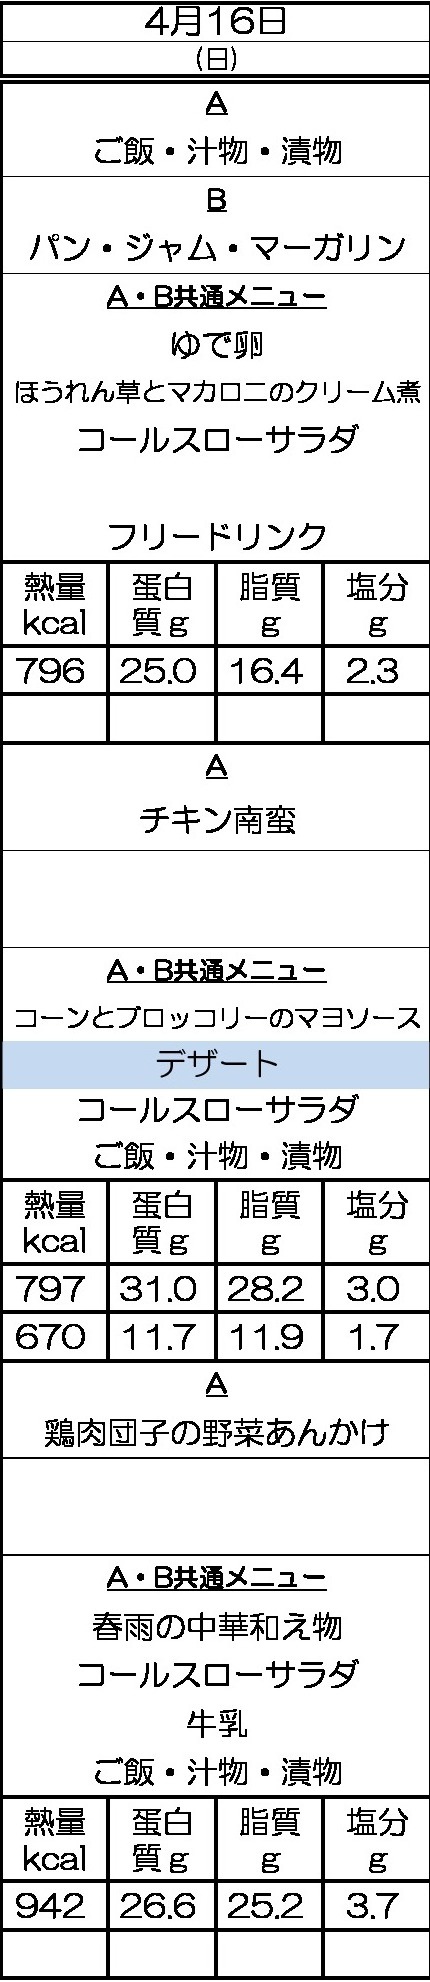 4月16日
(日)
A
ご飯・汁物・漬物
B
パン・ジャム・マーガリン
A・B共通メニュー
ゆで卵
ほうれん草とマカロニのクリーム煮
コールスローサラダ
フリードリンク
熱量 蛋白 脂質 塩分
kcal 質g g g
796 25.0 16.4 2.3
A
チキン南蛮
A・B共通メニュー
コーンとブロッコリーのマヨソース
デザート
コールスローサラダ
ご飯・汁物・漬物
熱量 蛋白 脂質 塩分
kcal 質g g g
797 31.0 28.2 3.0
670 11.7 11.9 1.7
A
鶏肉団子の野菜あんかけ
A・B共通メニュー
春雨の中華和え物
コールスローサラダ
牛乳
ご飯・汁物・漬物
熱量 蛋白 脂質 塩分
kcal 質g g g
942 26.6 25.2 3.7